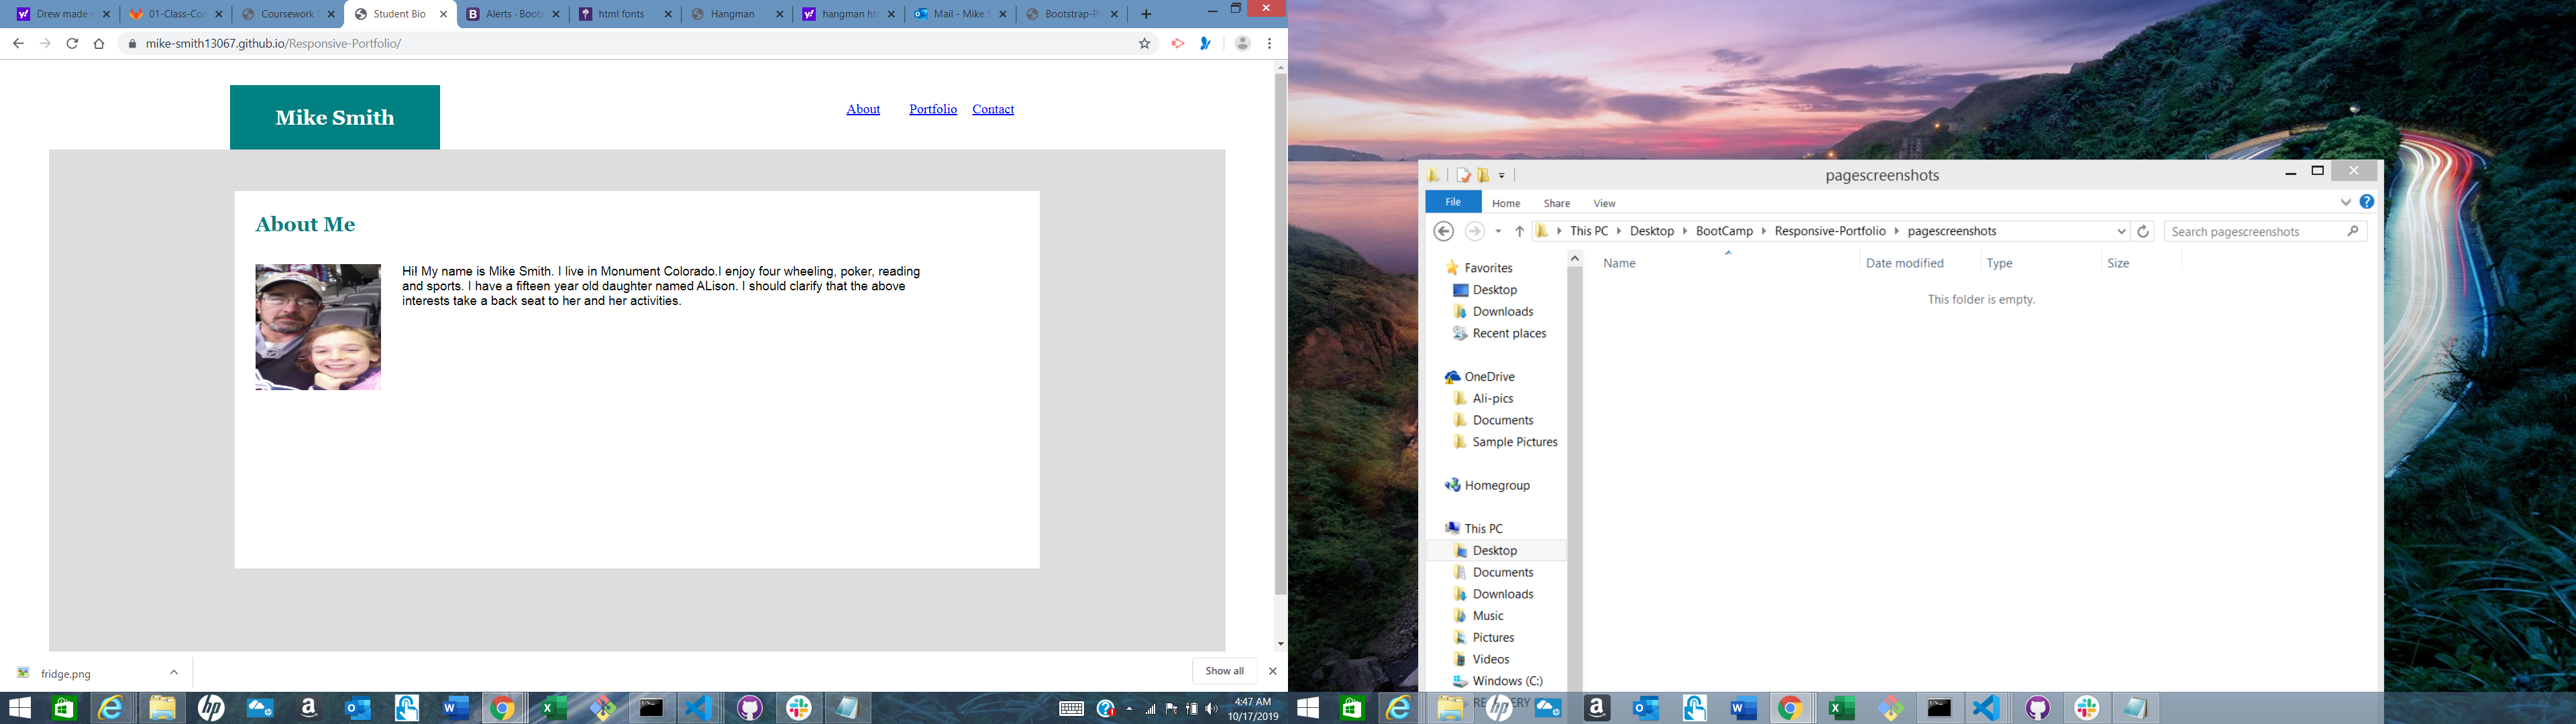 Drew made
01-Class-Con
Coursework
Student Bio
Alerts · Boots
html fonts
Hangman
hangman htm
Mail - Mike S
Bootstrap-Po
mike-smith13067.github.io/Responsive-Portfolio/
Mike Smith
About
Portfolio
Contact
About Me
Hi! My name is Mike Smith. I live in Monument Colorado.I enjoy four wheeling, poker, reading
and sports. I have a fifteen year old daughter named ALison. I should clarify that the above
interests take a back seat to her and her activities.
fridge.png
Show all
4:47 AM
10/17/2019
pagescreenshots
File
Home
Share
View
This PC
Desktop
BootCamp
Responsive-Portfolio
pagescreenshots
Search pagescreenshots
Name
Date modified
Type
Size
This folder is empty.
Favorites
Desktop
Downloads
Recent places
OneDrive
Ali-pics
Documents
Sample Pictures
Homegroup
This PC
Desktop
Documents
Downloads
Music
Pictures
Videos
Windows (C:)